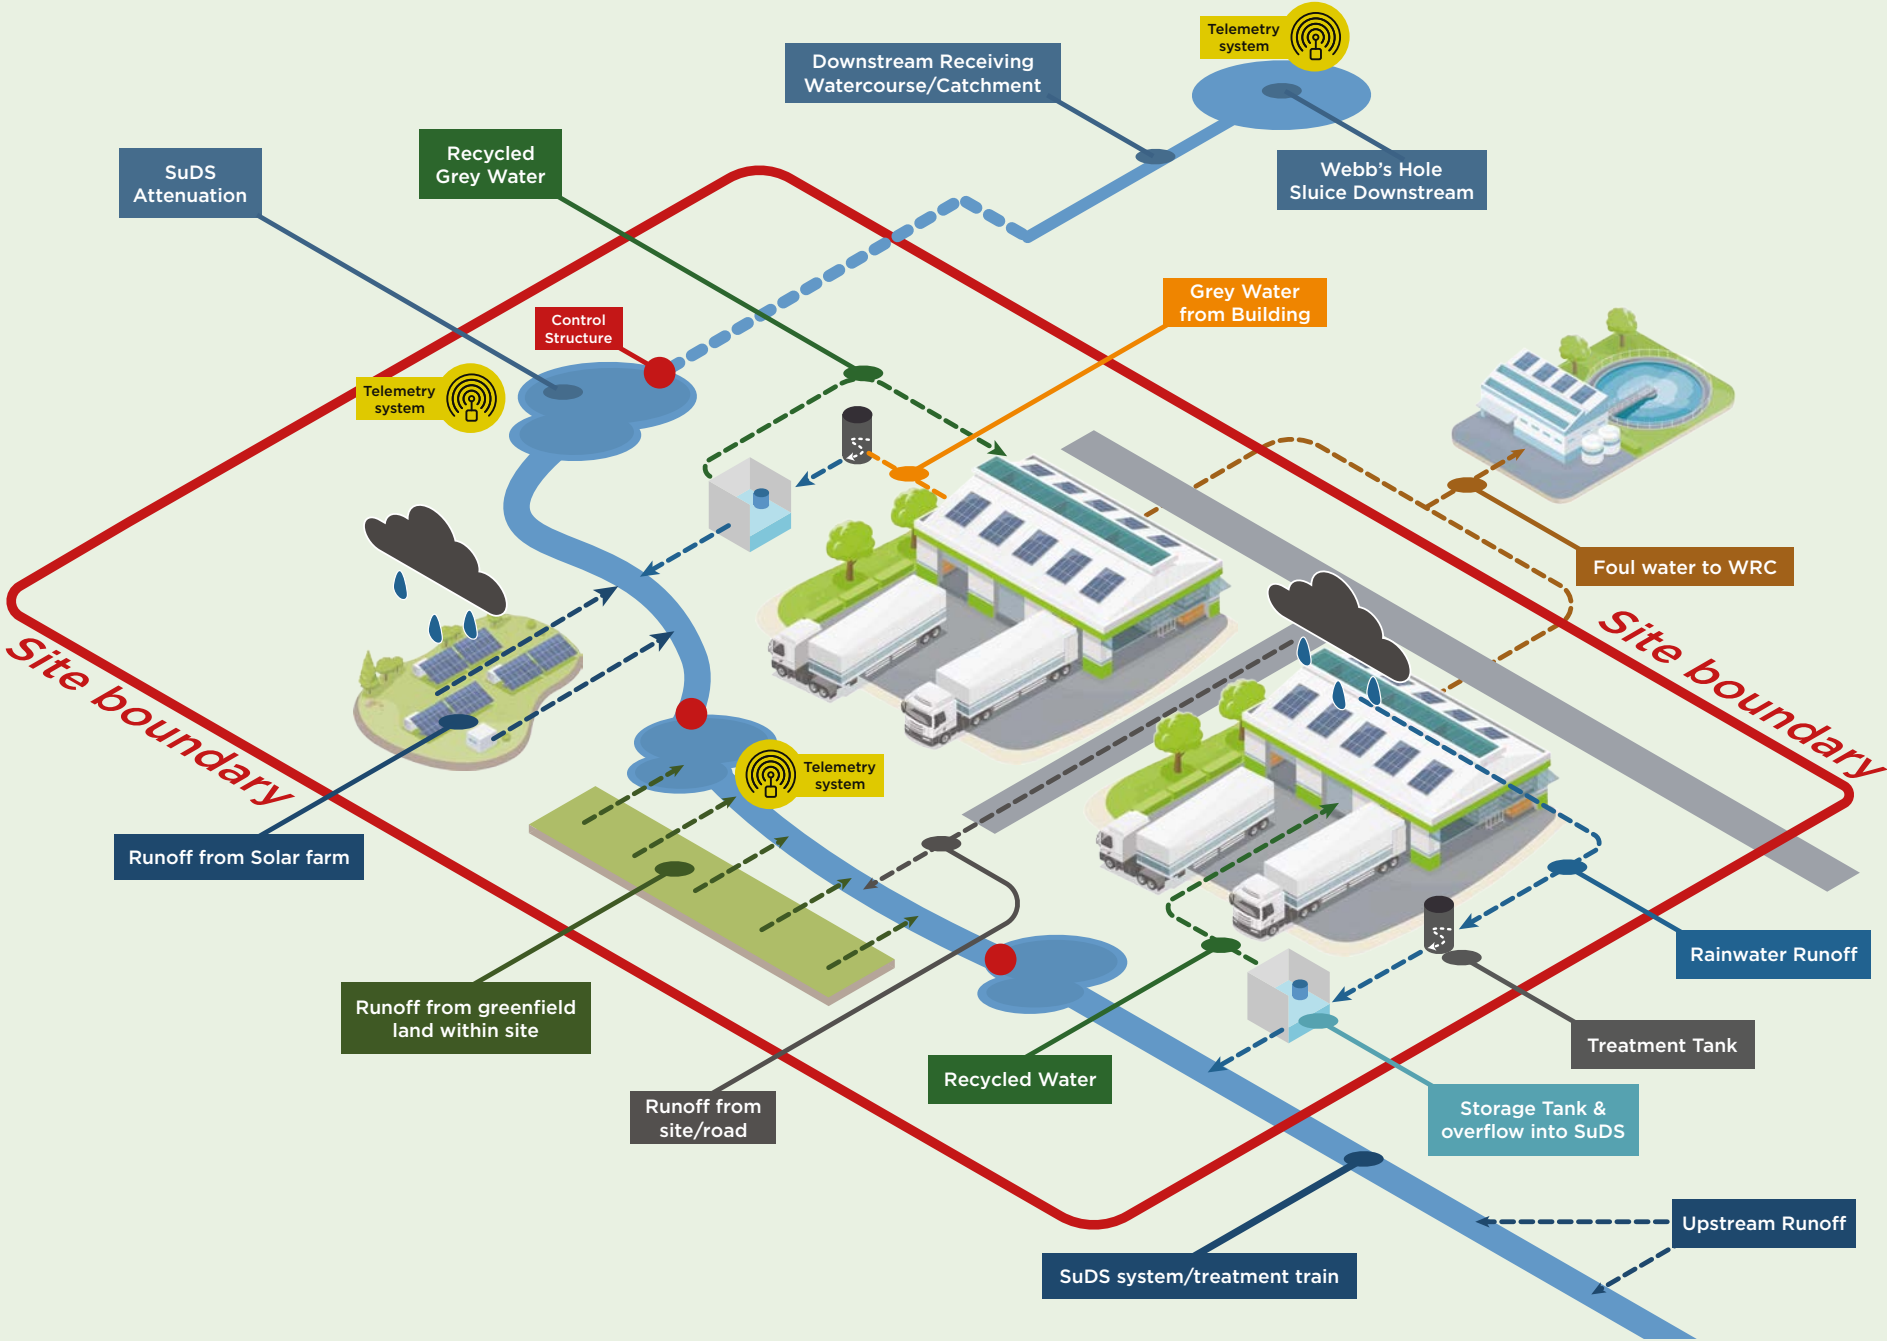 Telemetry
system
Downstream Receiving
Watercourse/Catchment
Recycled
Grey Water
SuDS
Attenuation
Webb's Hole
Sluice Downstream
Grey Water
from Building
Control
Structure
Telemetry
system
Foul water to WRC
Site boundary
Site boundary
Telemetry
system
Runoff from Solar farm
Rainwater Runoff
Runoff from greenfield
land within site
Treatment Tank
Recycled Water
Runoff from
site/road
Storage Tank &
overflow into SuDS
Upstream Runoff
SuDS system/treatment train